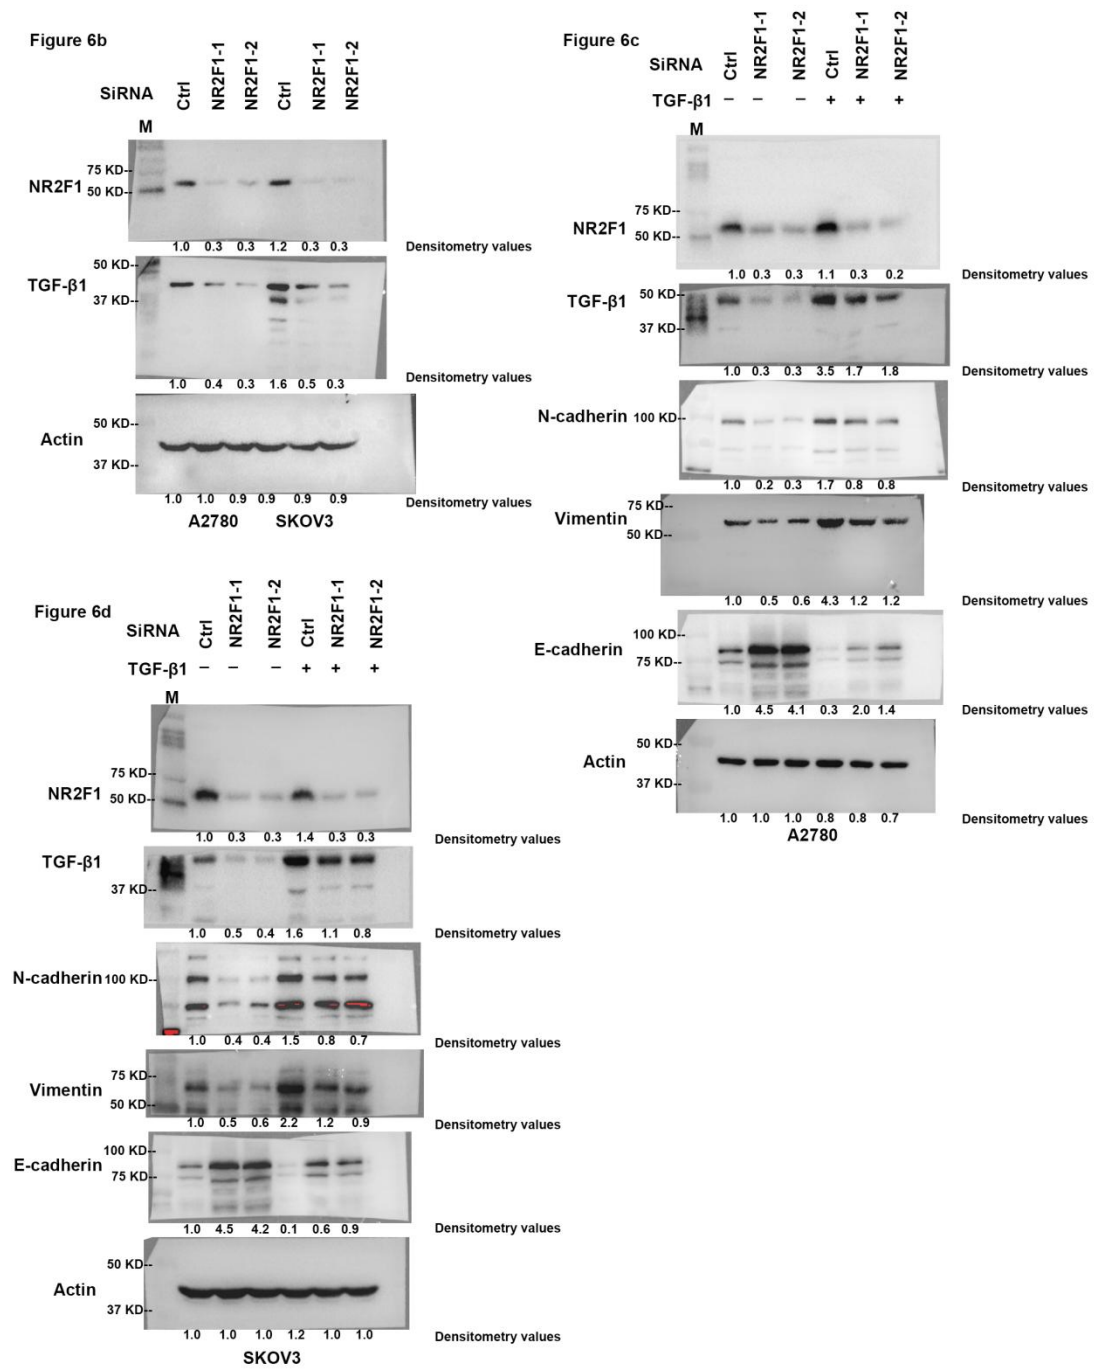 Figure 6b
SiRNA
Ctrl
NR2F1-1
NR2F1-2
Ctrl
NR2F1-1
NR2F1-2
M
75 KD-
NR2F1
50 KD-
1.0 0.3 0.3 1.2 0.3 0.3 Densitometry values
50 KD-
TGF-β1
37 KD-
1.0 0.4 0.3 1.6 0.5 0.3 Densitometry values
50 KD--
Actin
37 KD--
1.0 1.0 0.9 0.9 0.9 0.9 Densitometry values
A2780 SKOV3
Figure 6c
SiRNA
Ctrl
NR2F1-1
NR2F1-2
Ctrl
NR2F1-1
NR2F1-2
TGF-β1 – – – + + +
M
75 KD--
NR2F1
50 KD--
1.0 0.3 0.3 1.1 0.3 0.2 Densitometry values
TGF-β1 50 KD--
37 KD--
1.0 0.3 0.3 3.5 1.7 1.8 Densitometry values
N-cadherin 100 KD--
1.0 0.2 0.3 1.7 0.8 0.8 Densitometry values
75 KD--
Vimentin
50 KD--
1.0 0.5 0.6 4.3 1.2 1.2 Densitometry values
100 KD--
E-cadherin
75 KD--
1.0 4.5 4.1 0.3 2.0 1.4 Densitometry values
50 KD--
Actin
37 KD--
1.0 1.0 1.0 0.8 0.8 0.7 Densitometry values
A2780
Figure 6d
SiRNA
Ctrl
NR2F1-1
NR2F1-2
Ctrl
NR2F1-1
NR2F1-2
TGF-β1 – – – + + +
M
75 KD--
NR2F1
50 KD--
1.0 0.3 0.3 1.4 0.3 0.3 Densitometry values
TGF-β1
37 KD--
1.0 0.5 0.4 1.6 1.1 0.8 Densitometry values
N-cadherin 100 KD--
1.0 0.4 0.4 1.5 0.8 0.7 Densitometry values
75 KD--
Vimentin
50 KD--
1.0 0.5 0.6 2.2 1.2 0.9 Densitometry values
100 KD--
E-cadherin
75 KD--
1.0 4.5 4.2 0.1 0.6 0.9 Densitometry values
50 KD--
Actin
37 KD--
1.0 1.0 1.0 1.2 1.0 1.0 Densitometry values
SKOV3